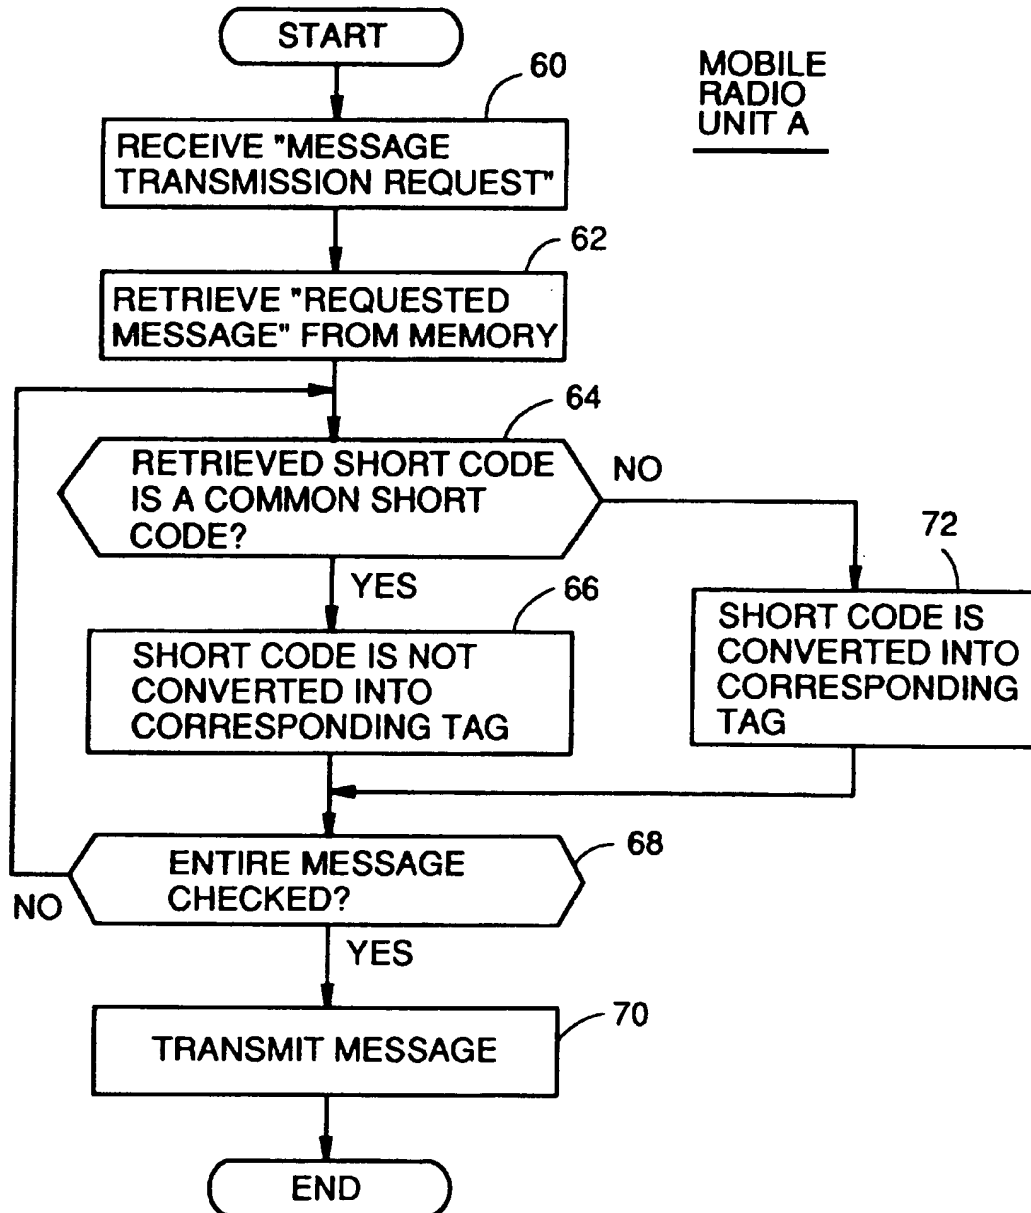 START
MOBILE
RADIO
UNIT A
60
RECEIVE "MESSAGE
TRANSMISSION REQUEST"
62
RETRIEVE "REQUESTED
MESSAGE" FROM MEMORY
64
RETRIEVED SHORT CODE
IS A COMMON SHORT
CODE?
NO
YES
66
SHORT CODE IS NOT
CONVERTED INTO
CORRESPONDING TAG
72
SHORT CODE IS
CONVERTED INTO
CORRESPONDING
TAG
68
ENTIRE MESSAGE
CHECKED?
NO
YES
70
TRANSMIT MESSAGE
END